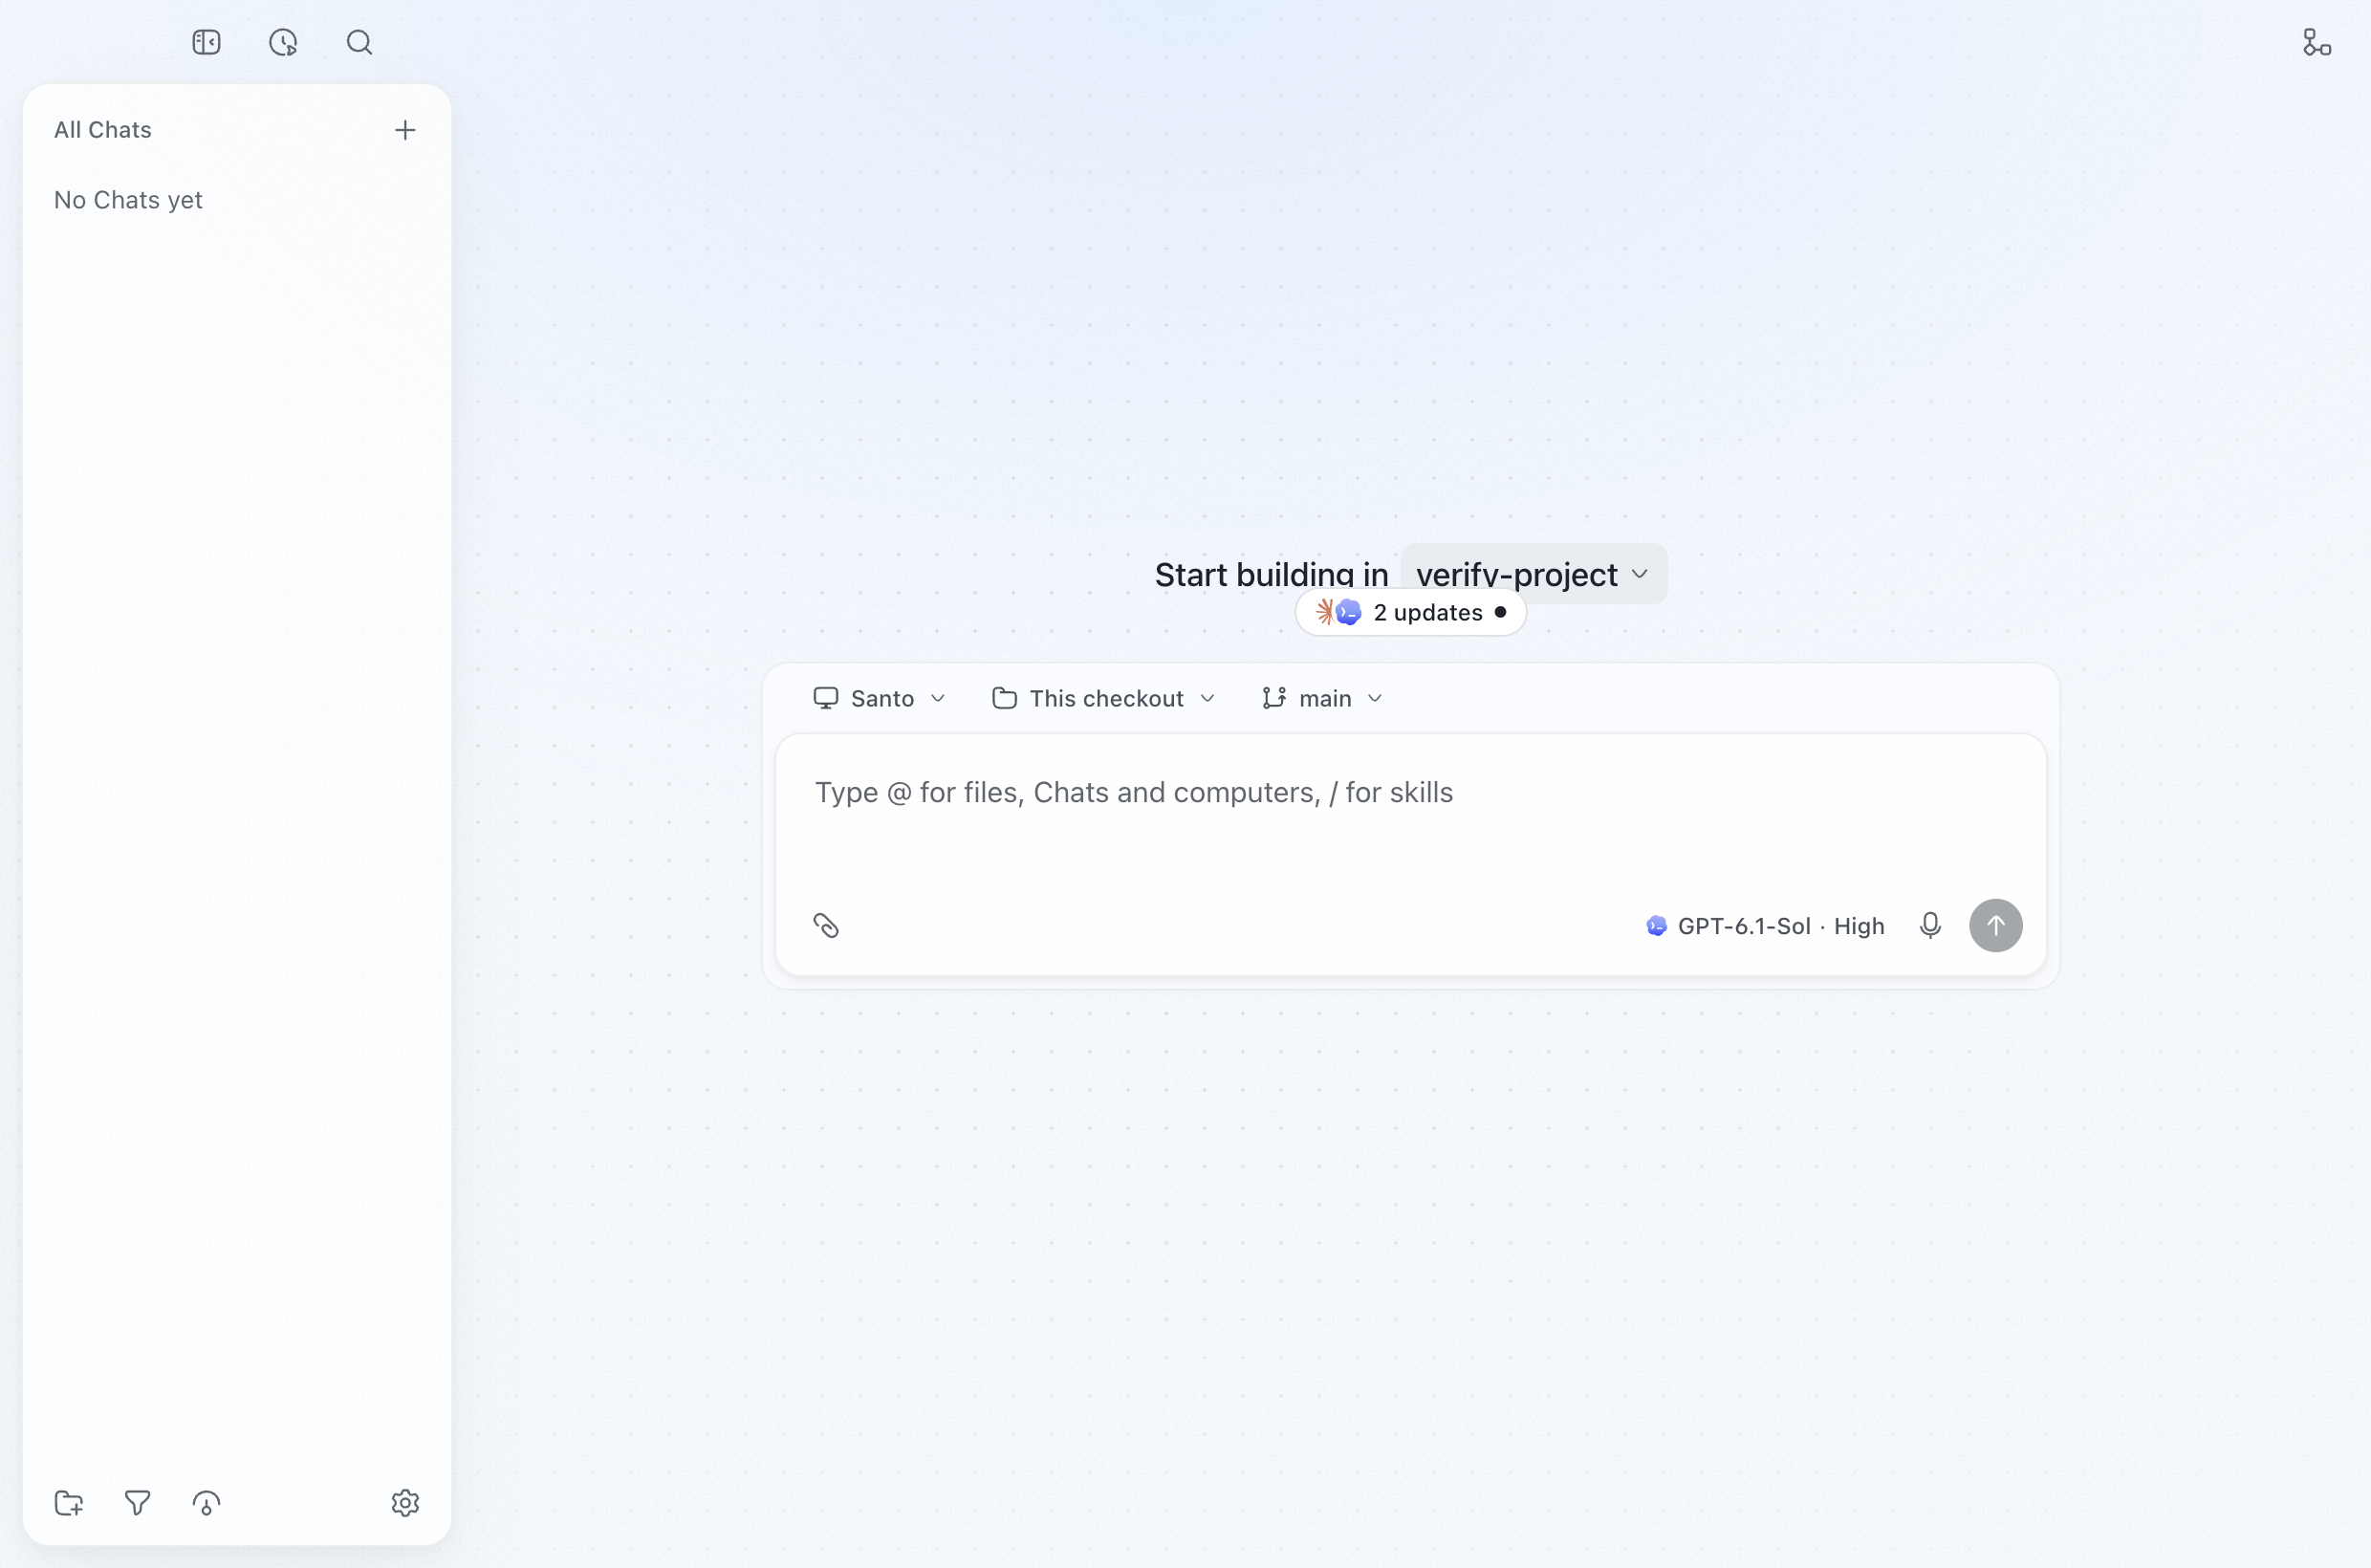 All Chats
No Chats yet
Start building in verify-project
2 updates
Santo This checkout main
Type @ for files, Chats and computers, / for skills
GPT-6.1-Sol · High